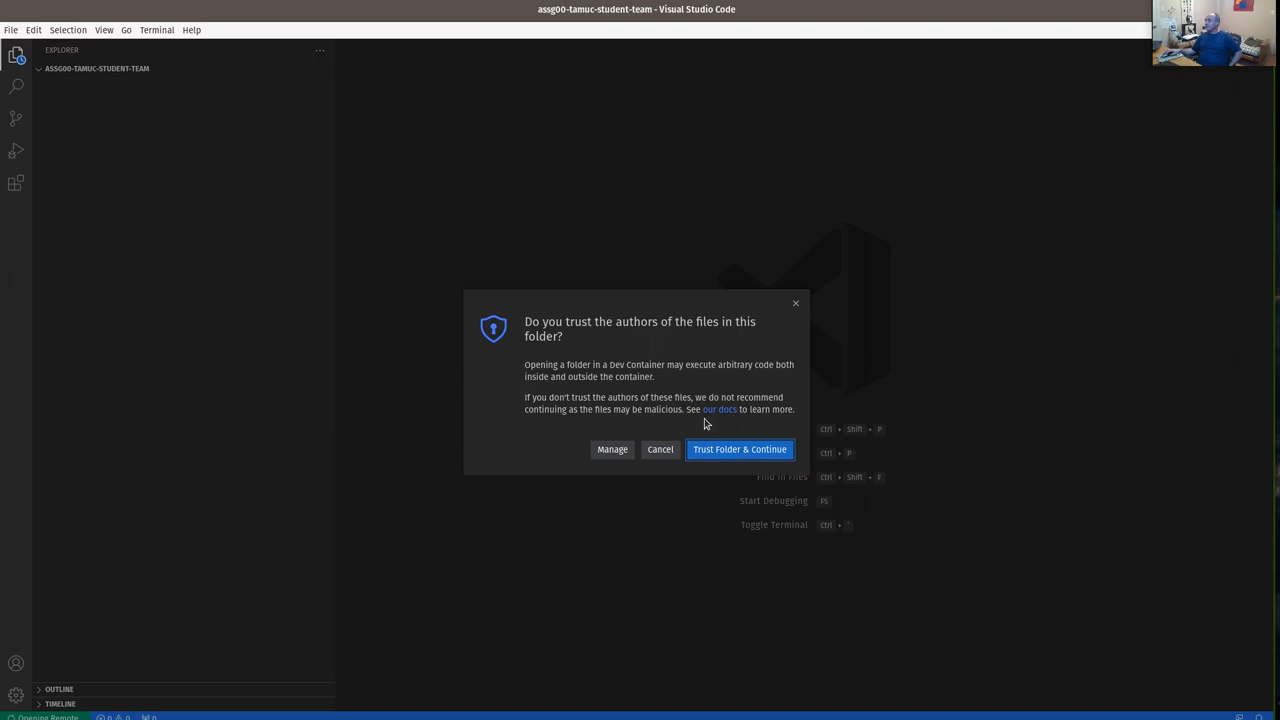 assg00-tamuc-student-team - Visual Studio Code
File Edit Selection View Go Terminal Help
EXPLORER
ASSG00-TAMUC-STUDENT-TEAM
Do you trust the authors of the files in this
folder?
Opening a folder in a Dev Container may execute arbitrary code both
inside and outside the container.
If you don't trust the authors of these files, we do not recommend
continuing as the files may be malicious. See our docs to learn more.
Manage Cancel Trust Folder & Continue
Ctrl + Shift + P
Ctrl + P
Find in Files Ctrl + Shift + F
Start Debugging F5
Toggle Terminal Ctrl + `
OUTLINE
TIMELINE
Opening Remote 0 0 0